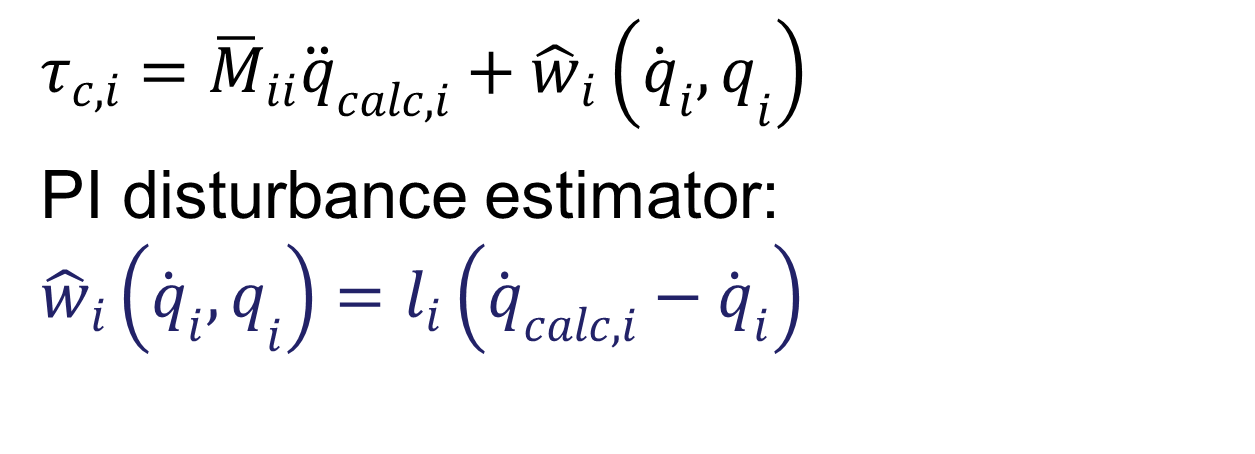 τ_{c,i} = M̅_{ii} q̈_{calc,i} + ŵ_i (q̇_i, q_i)
PI disturbance estimator:
ŵ_i (q̇_i, q_i) = l_i (q̇_{calc,i} − q̇_i)